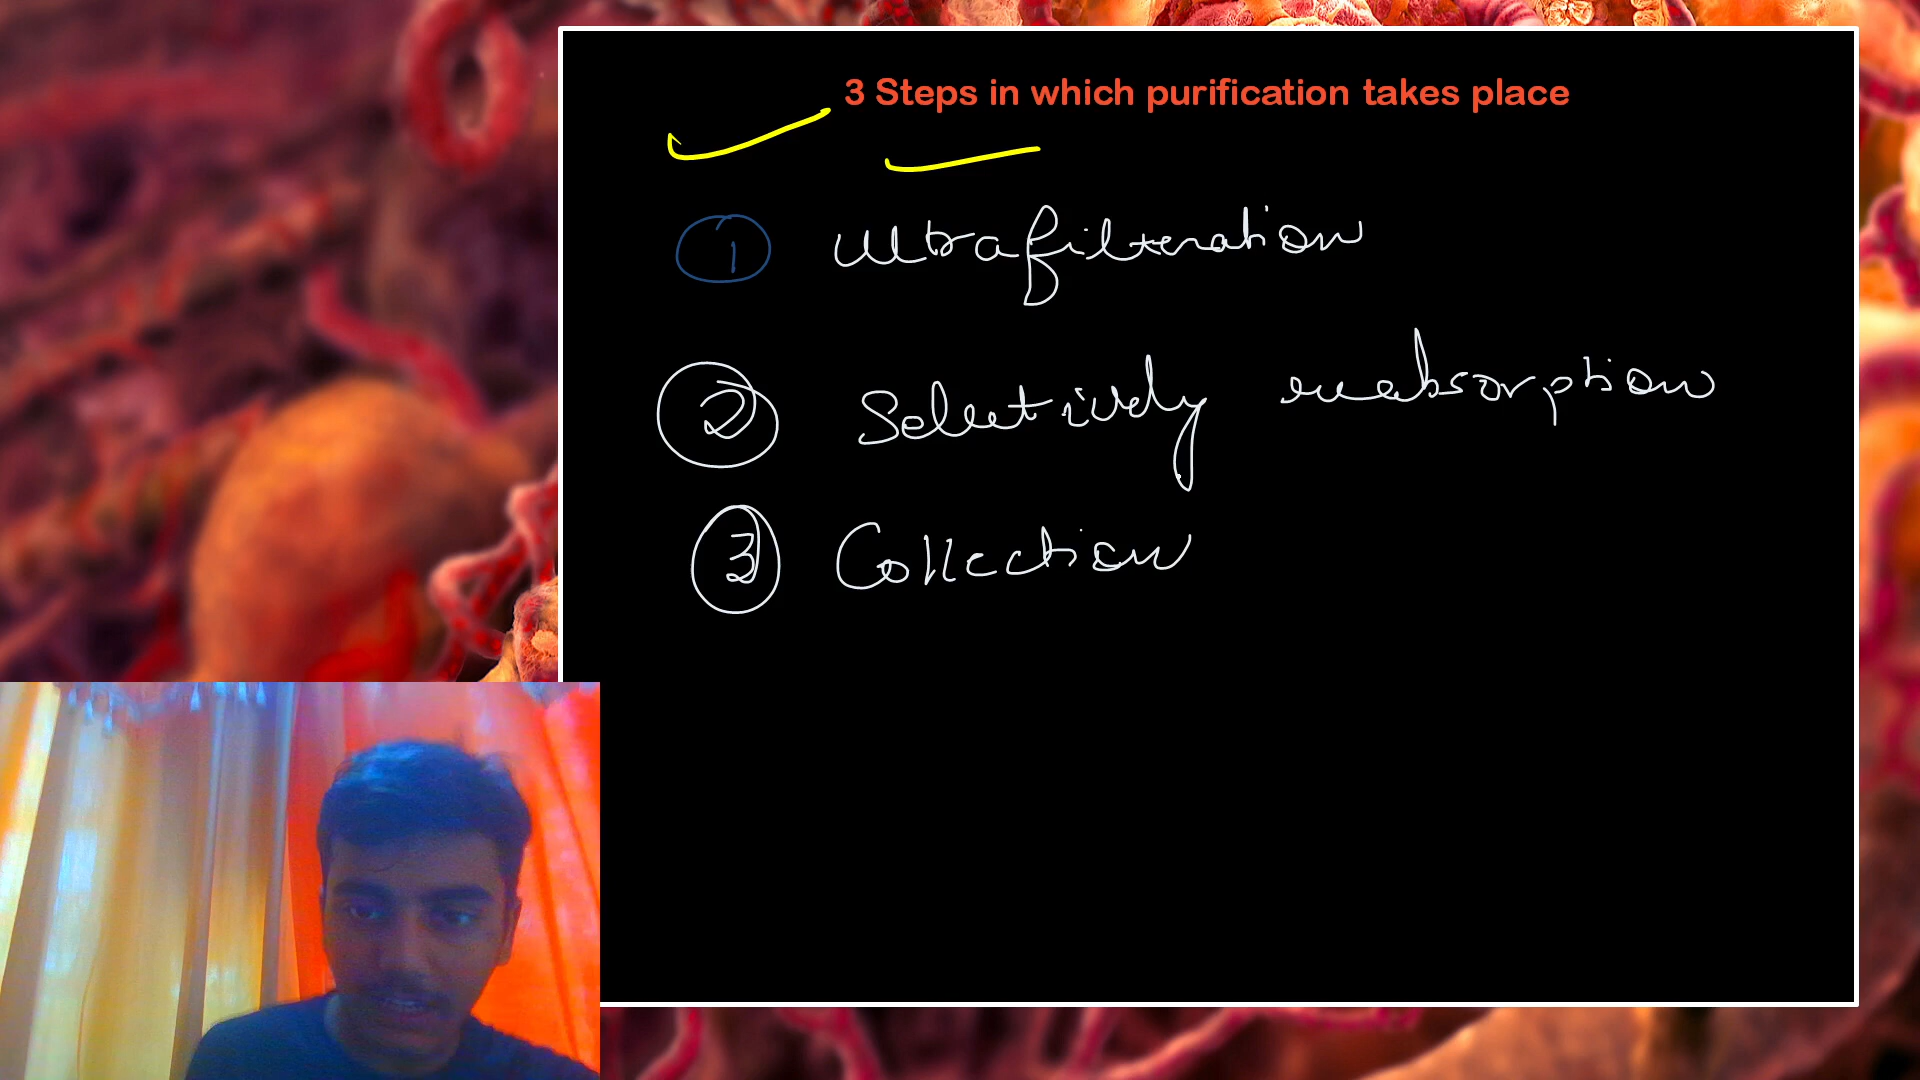 3 Steps in which purification takes place
1 Ultrafilteration
2 Selectively reabsorption
3 Collection